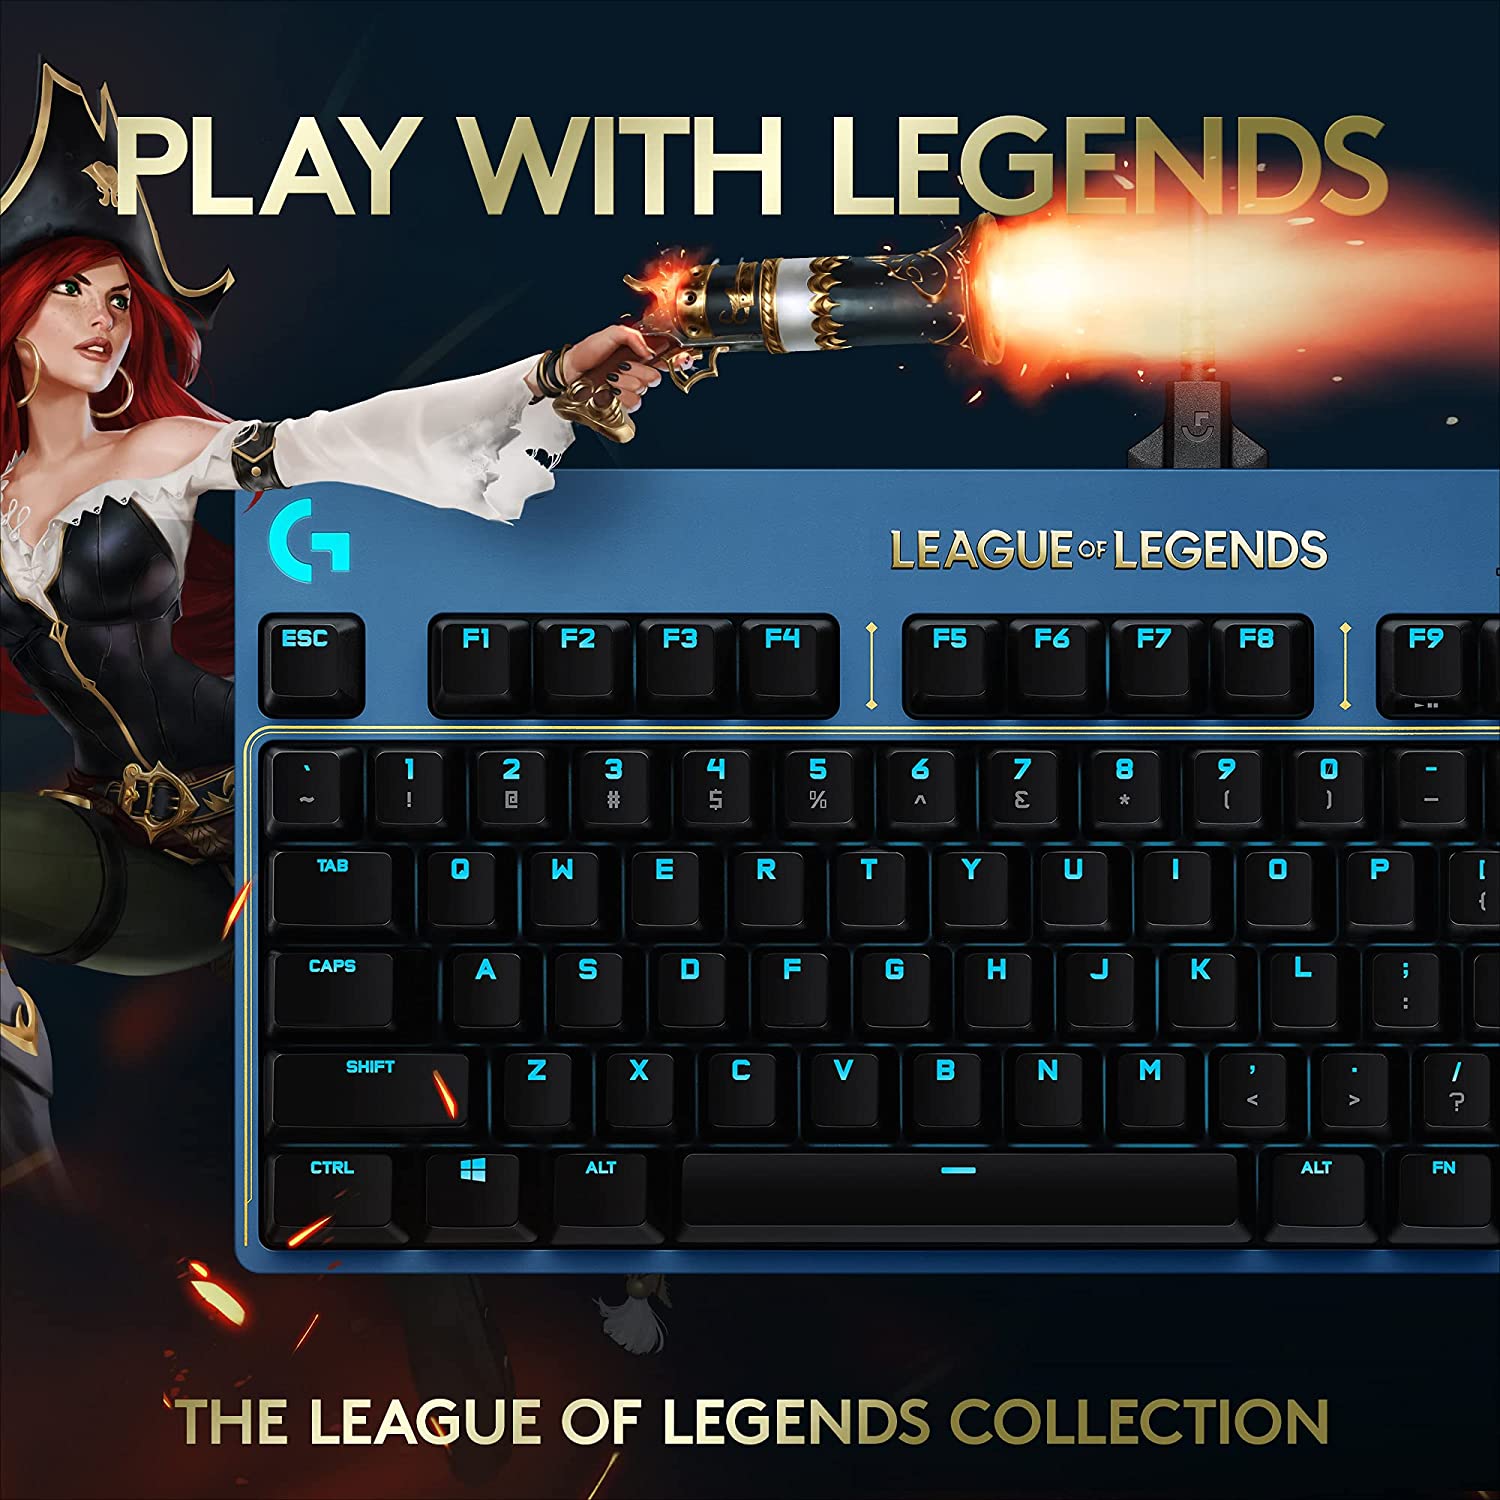 PLAY WITH LEGENDS
G
LEAGUE OF LEGENDS
ESC F1 F2 F3 F4 F5 F6 F7 F8 F9
` 1 2 3 4 5 6 7 8 9 0 -
~ ! @ # $ % ^ & * ( ) _
TAB Q W E R T Y U I O P [
{
CAPS A S D F G H J K L ;
:
SHIFT Z X C V B N M , . /
< > ?
CTRL ALT ALT FN
THE LEAGUE OF LEGENDS COLLECTION